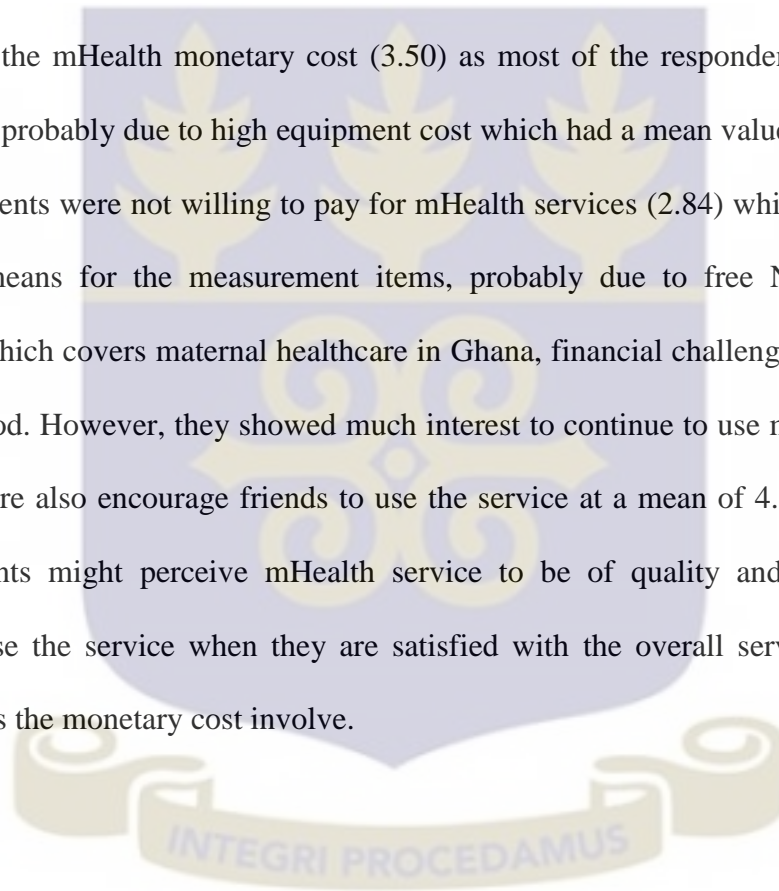 the mHealth monetary cost (3.50) as most of the responde
probably due to high equipment cost which had a mean valu
ents were not willing to pay for mHealth services (2.84) whi
eans for the measurement items, probably due to free
hich covers maternal healthcare in Ghana, financial challeng
od. However, they showed much interest to continue to use
re also encourage friends to use the service at a mean of 4.
nts might perceive mHealth service to be of quality and
se the service when they are satisfied with the overall serv
s the monetary cost involve.
INTEGRI PROCEDAMUS